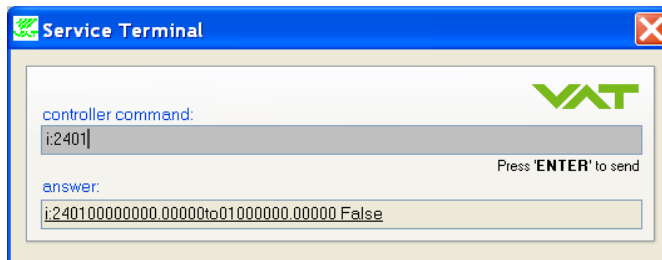 Service Terminal
VAT
controller command:
i:2401
Press 'ENTER' to send
answer:
i:240100000000.00000to01000000.00000 False